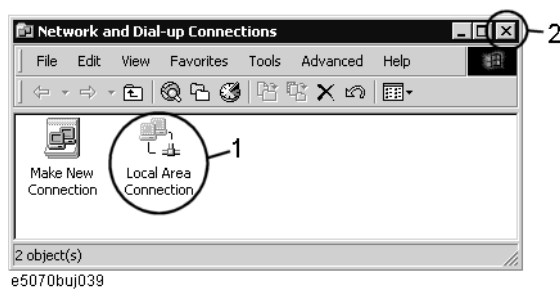 Network and Dial-up Connections
2
File Edit View Favorites Tools Advanced Help
1
Make New Connection
Local Area Connection
2 object(s)
e5070buj039